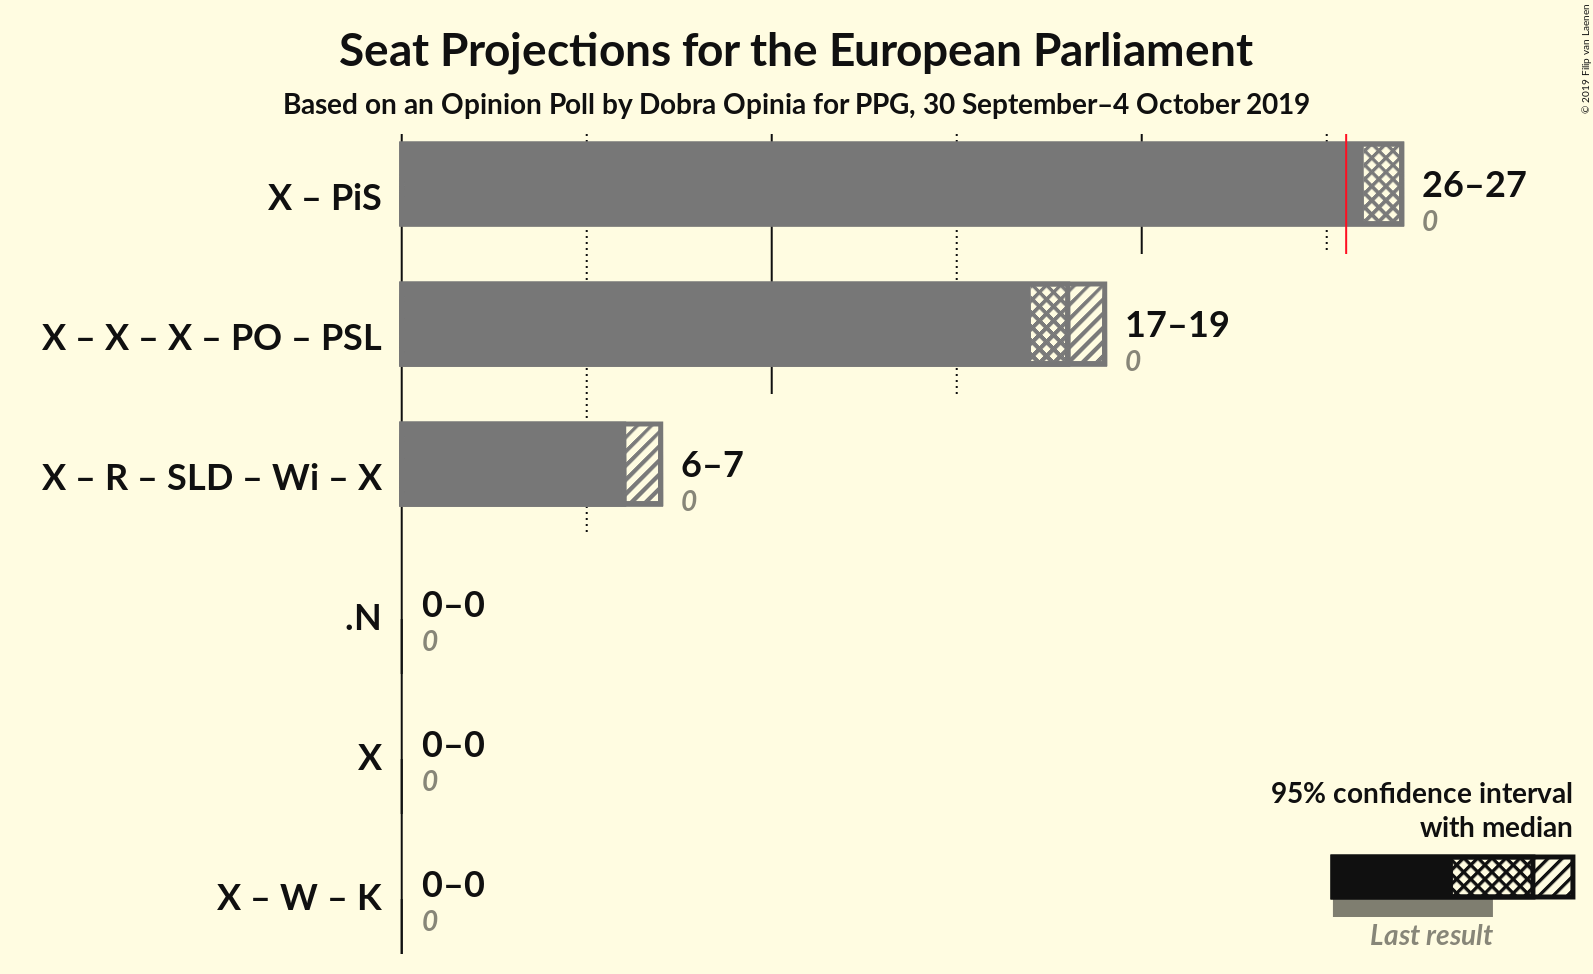 Seat Projections for the European Parliament
Based on an Opinion Poll by Dobra Opinia for PPG, 30 September–4 October 2019
© 2019 Filip van Laenen
X – PiS
26–27
0
X – X – X – PO – PSL
17–19
0
X – R – SLD – Wi – X
6–7
0
.N
0–0
0
X
0–0
0
X – W – K
0–0
0
95% confidence interval
with median
Last result